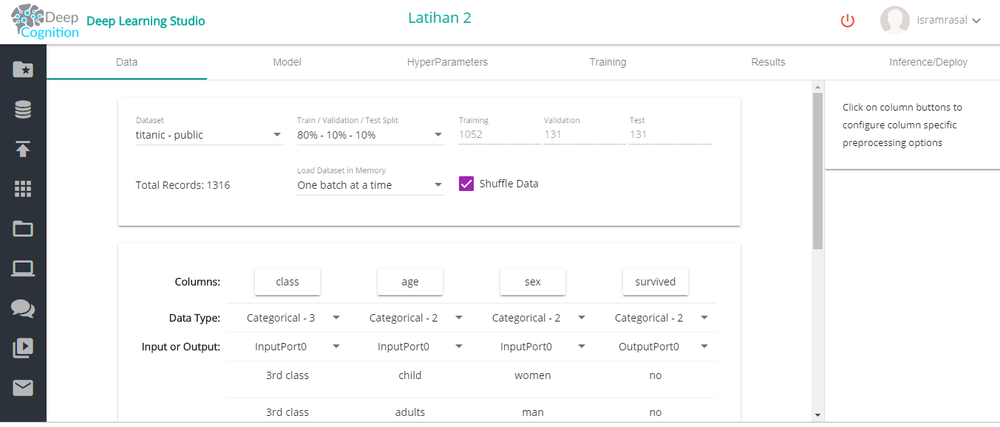 Deep Cognition
Deep Learning Studio
Latihan 2
isramrasal
Data Model HyperParameters Training Results Inference/Deploy
Dataset Train / Validation / Test Split Training Validation Test
titanic - public 80% - 10% - 10% 1052 131 131
Load Dataset in Memory
Total Records: 1316 One batch at a time Shuffle Data
Click on column buttons to
configure column specific
preprocessing options
Columns: class age sex survived
Data Type: Categorical - 3 Categorical - 2 Categorical - 2 Categorical - 2
Input or Output: InputPort0 InputPort0 InputPort0 OutputPort0
3rd class child women no
3rd class adults man no